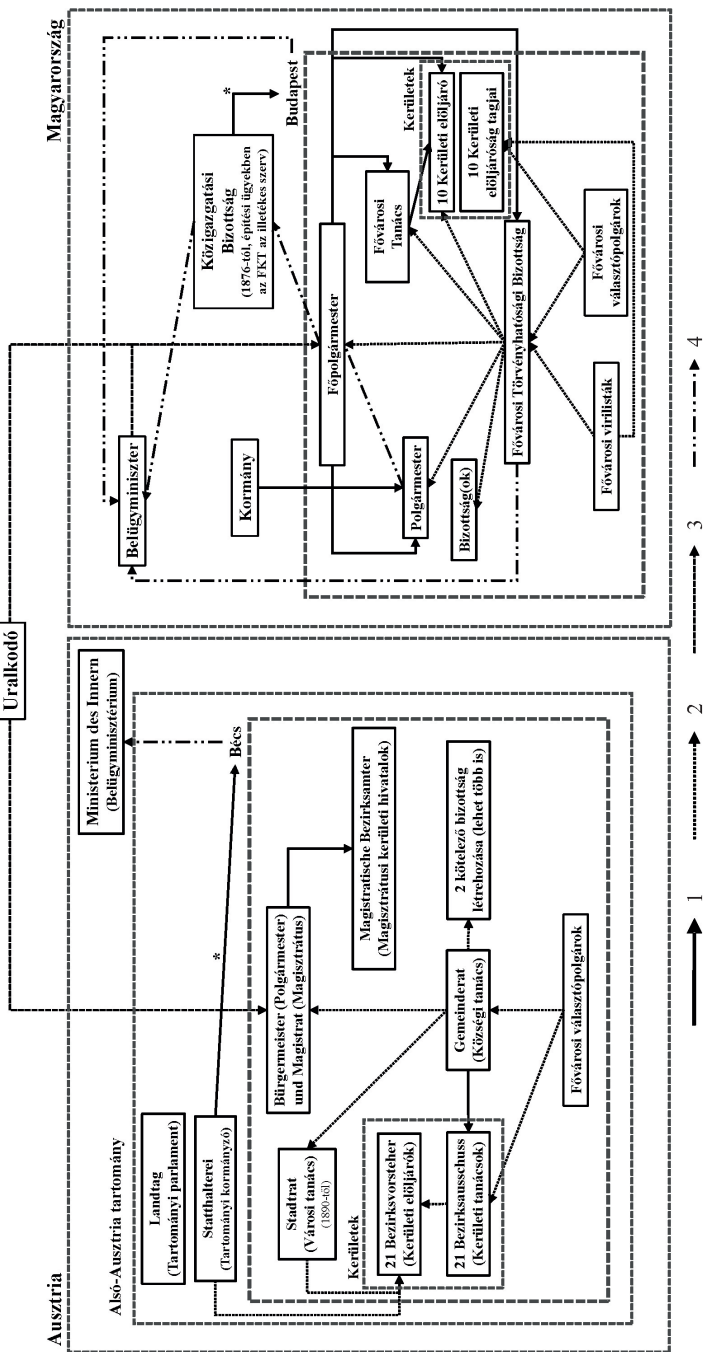 Uralkodó
Ausztria
Alsó-Ausztria tartomány
Landtag
(Tartományi parlament)
Statthalterei
(Tartományi kormányzó)
*
Bécs
Ministerium des Innern
(Belügyminisztérium)
Bürgermeister (Polgármester)
und Magistrat (Magisztrátus)
Magistratische Bezirksamter
(Magisztrátusi kerületi hivatalok)
Stadtrat
(Városi tanács)
(1890-től)
Kerületek
21 Bezirksvorsteher
(Kerületi elöljárók)
21 Bezirksausschuss
(Kerületi tanácsok)
Gemeinderat
(Községi tanács)
2 kötelező bizottság
létrehozása (lehet több is)
Fővárosi választópolgárok
Magyarország
Belügyminiszter
Közigazgatási
Bizottság
(1876-tól, építési ügyekben
az FKT az illetékes szerv)
*
Budapest
Kormány
Főpolgármester
Polgármester
Bizottság(ok)
Fővárosi
Tanács
Kerületek
10 Kerületi elöljáró
10 Kerületi
elöljáróság tagjai
Fővárosi Törvényhatósági Bizottság
Fővárosi virilisták
Fővárosi
választópolgárok
1
2
3
4